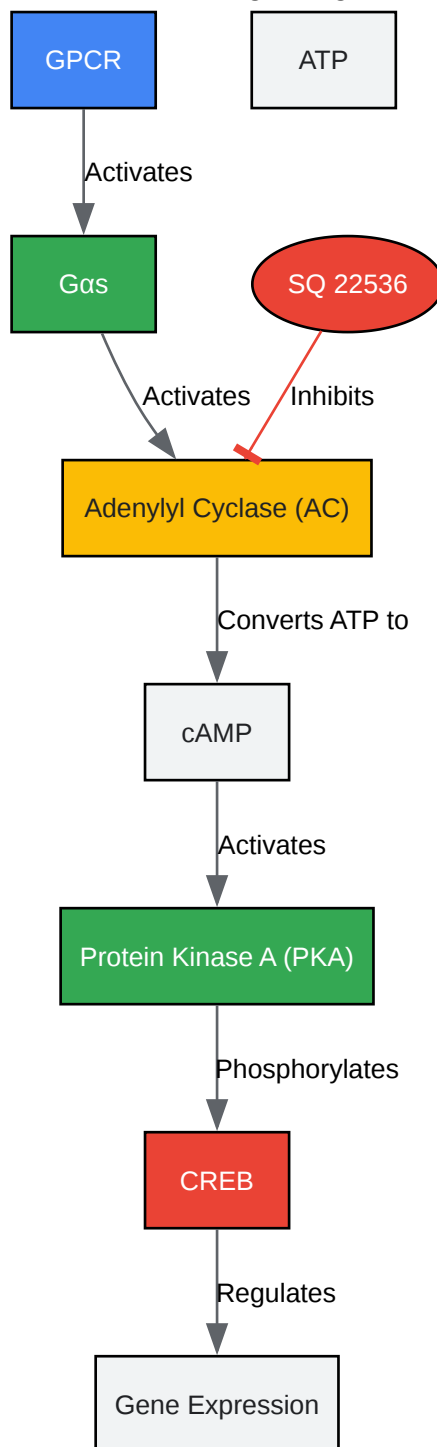 GPCR
ATP
Activates
Gαs
SQ 22536
Activates
Inhibits
Adenylyl Cyclase (AC)
Converts ATP to
cAMP
Activates
Protein Kinase A (PKA)
Phosphorylates
CREB
Regulates
Gene Expression